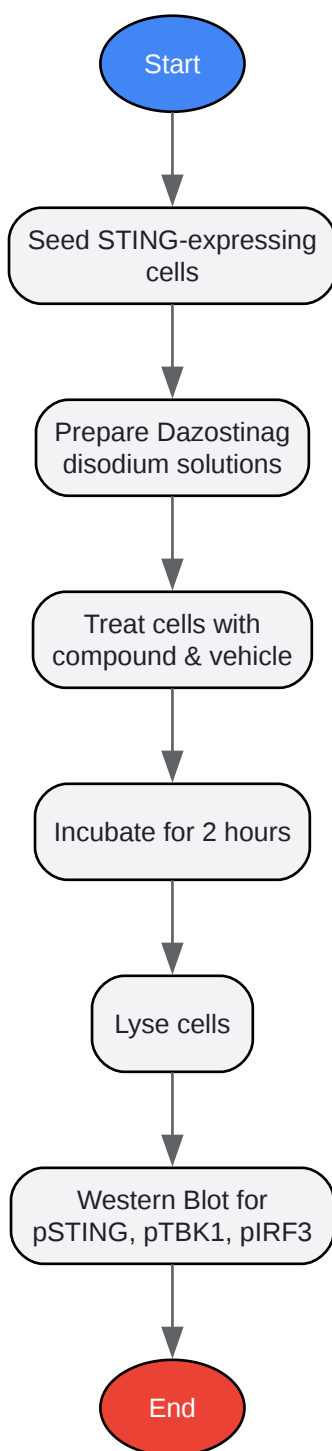 Start
Seed STING-expressing
cells
Prepare Dazostinag
disodium solutions
Treat cells with
compound & vehicle
Incubate for 2 hours
Lyse cells
Western Blot for
pSTING, pTBK1, pIRF3
End